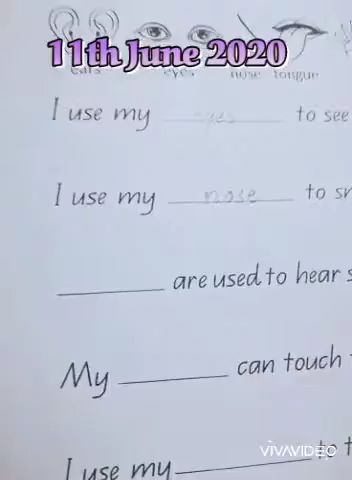 11th June 2020
ears eyes nose tongue
I use my eyes to see
I use my nose to sm
are used to hear s
My can touch
I use my to t
VIVAVIDEO